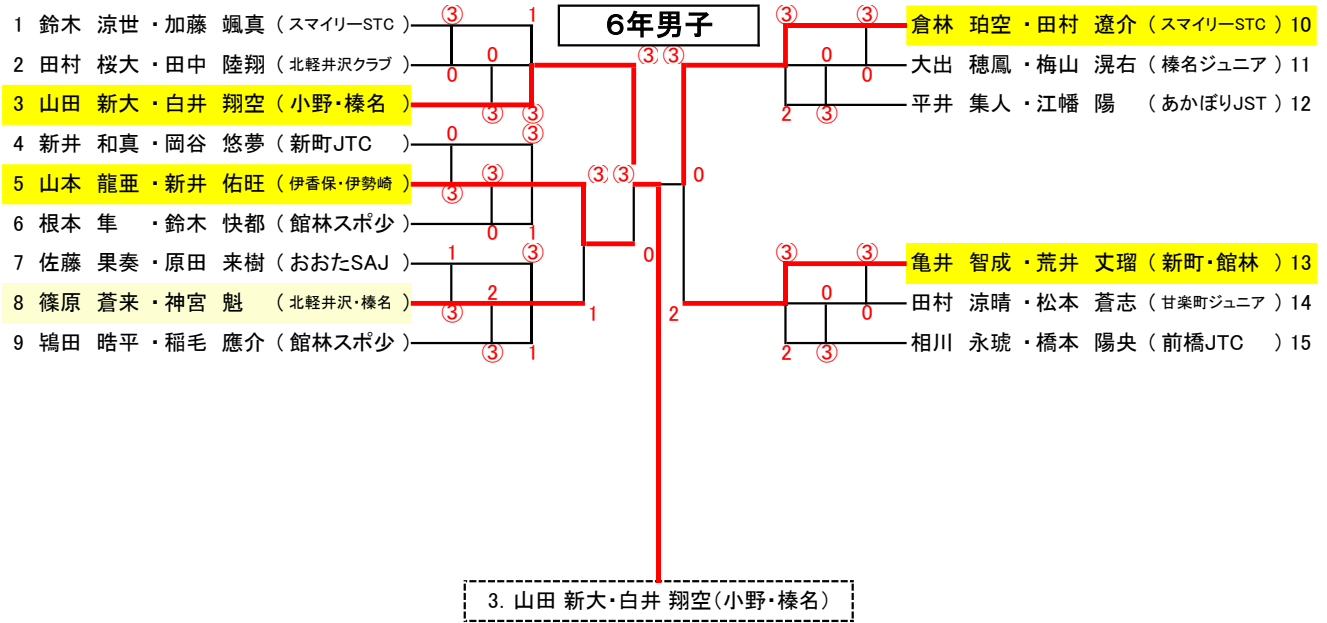 6年男子
1 鈴木 涼世・加藤 颯真(スマイリーSTC)
2 田村 桜大・田中 陸翔(北軽井沢クラブ)
3 山田 新大・白井 翔空(小野・榛名)
4 新井 和真・岡谷 悠夢(新町JTC)
5 山本 龍亜・新井 佑旺(伊香保・伊勢崎)
6 根本 隼・鈴木 快都(館林スポ少)
7 佐藤 果奏・原田 来樹(おおたSAJ)
8 篠原 蒼来・神宮 魁(北軽井沢・榛名)
9 鴇田 晧平・稲毛 應介(館林スポ少)
③ 1
0
0
③ ③
0 ③
③
③
0 1
1 ③
2
③
③ 1
③ ③
③ ③
0
1
0
2
③ ③
0
0
2 ③
③ ③
0
0
2 ③
倉林 珀空・田村 遼介(スマイリーSTC)10
大出 穂鳳・梅山 滉右(榛名ジュニア)11
平井 集人・江幡 陽(あかぼりJST)12
亀井 智成・荒井 丈瑠(新町・館林)13
田村 涼晴・松本 蒼志(甘楽町ジュニア)14
相川 永琥・橋本 陽央(前橋JTC)15
3. 山田 新大・白井 翔空(小野・榛名)